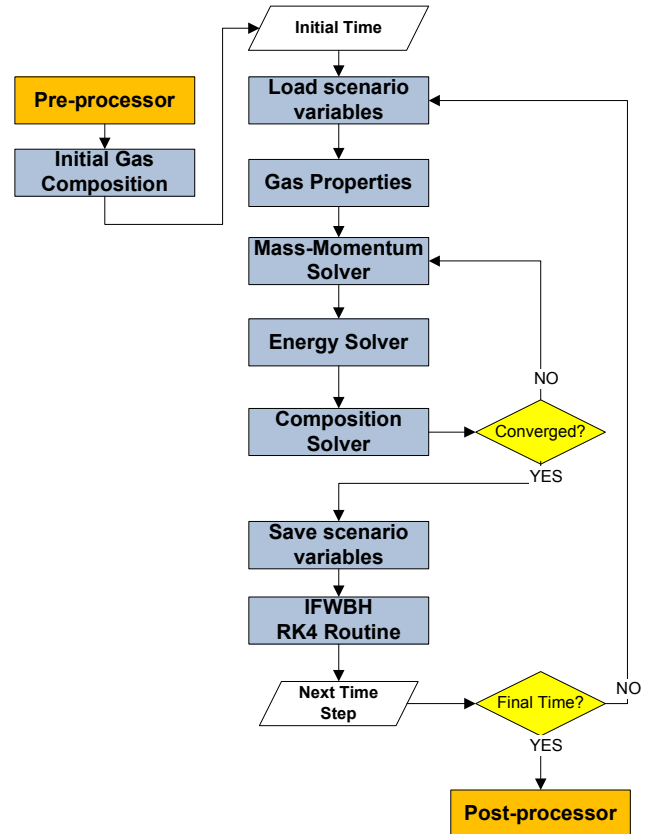 Initial Time
Pre-processor
Load scenario
variables
Initial Gas
Composition
Gas Properties
Mass-Momentum
Solver
Energy Solver
NO
Composition
Solver
Converged?
YES
Save scenario
variables
IFWBH
RK4 Routine
Next Time
Step
Final Time?
NO
YES
Post-processor